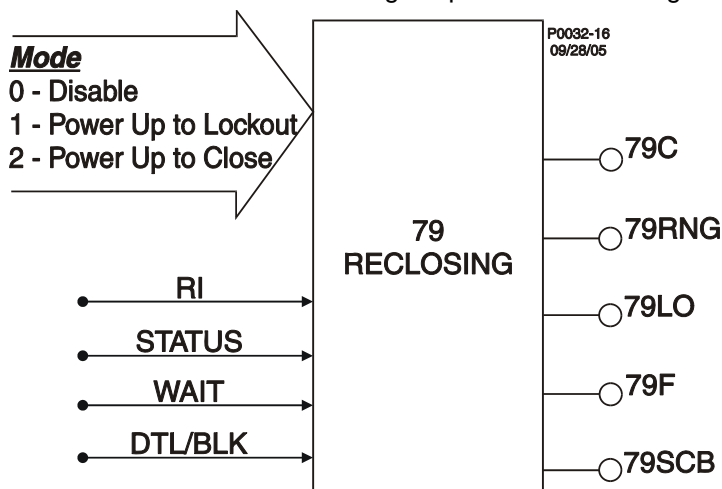 P0032-16
09/28/05
Mode
0 - Disable
1 - Power Up to Lockout
2 - Power Up to Close
79
RECLOSING
RI
STATUS
WAIT
DTL/BLK
79C
79RNG
79LO
79F
79SCB